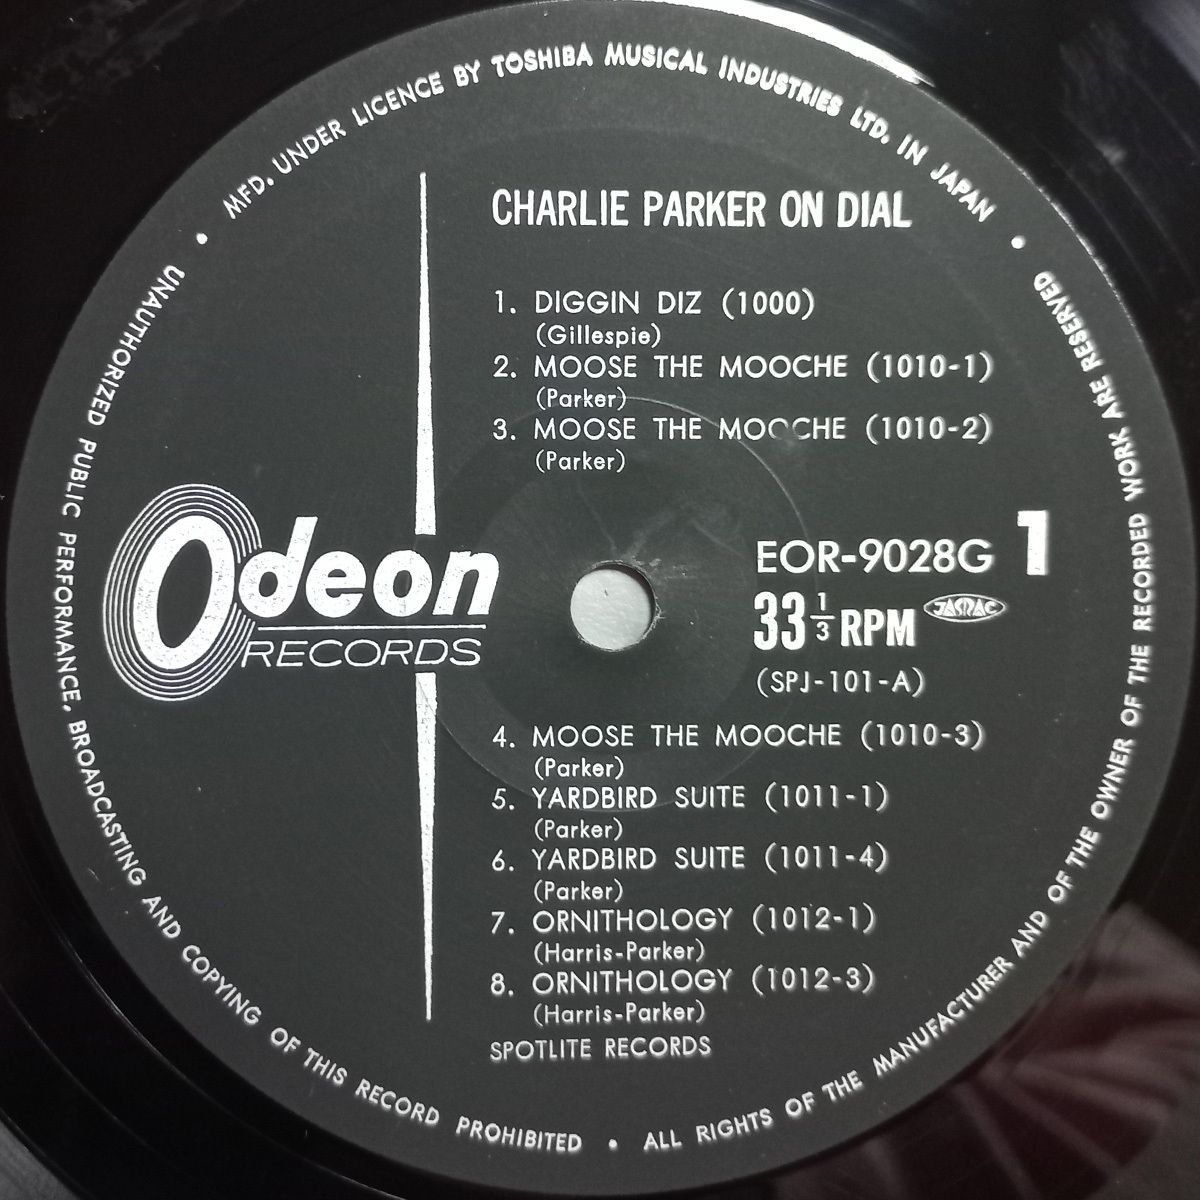 MFD. UNDER LICENCE BY TOSHIBA MUSICAL INDUSTRIES LTD. IN JAPAN •
CHARLIE PARKER ON DIAL
1. DIGGIN DIZ (1000)
(Gillespie)
2. MOOSE THE MOOCHE (1010-1)
(Parker)
3. MOOSE THE MOOCHE (1010-2)
(Parker)
Odeon
RECORDS
EOR-9028G 1
33 1/3 RPM JASRAC
(SPJ-101-A)
4. MOOSE THE MOOCHE (1010-3)
(Parker)
5. YARDBIRD SUITE (1011-1)
(Parker)
6. YARDBIRD SUITE (1011-4)
(Parker)
7. ORNITHOLOGY (1012-1)
(Harris-Parker)
8. ORNITHOLOGY (1012-3)
(Harris-Parker)
SPOTLITE RECORDS
ALL RIGHTS OF THE MANUFACTURER AND OF THE OWNER OF THE RECORDED WORK ARE RESERVED •
UNAUTHORIZED PUBLIC PERFORMANCE, BROADCASTING AND COPYING OF THIS RECORD PROHIBITED •